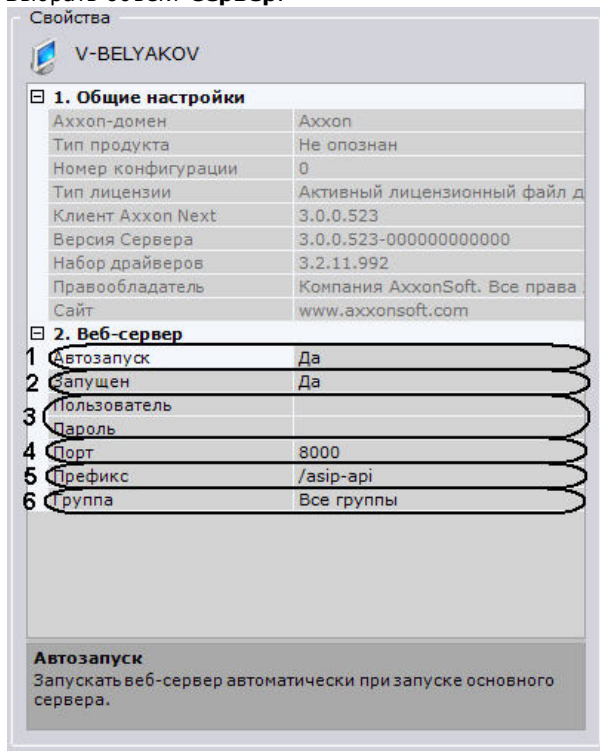 выбрать объект Сервер.
Свойства
V-BELYAKOV
1. Общие настройки
Аxxon-домен Axxon
Тип продукта Не опознан
Номер конфигурации 0
Тип лицензии Активный лицензионный файл д
Клиент Axxon Next 3.0.0.523
Версия Сервера 3.0.0.523-000000000000
Набор драйверов 3.2.11.992
Правообладатель Компания AxxonSoft. Все права
Сайт www.axxonsoft.com
2. Веб-сервер
1 Автозапуск Да
2 Запущен Да
3 Пользователь
Пароль
4 Порт 8000
5 Префикс /asip-api
6 Группа Все группы
Автозапуск
Запускать веб-сервер автоматически при запуске основного
сервера.